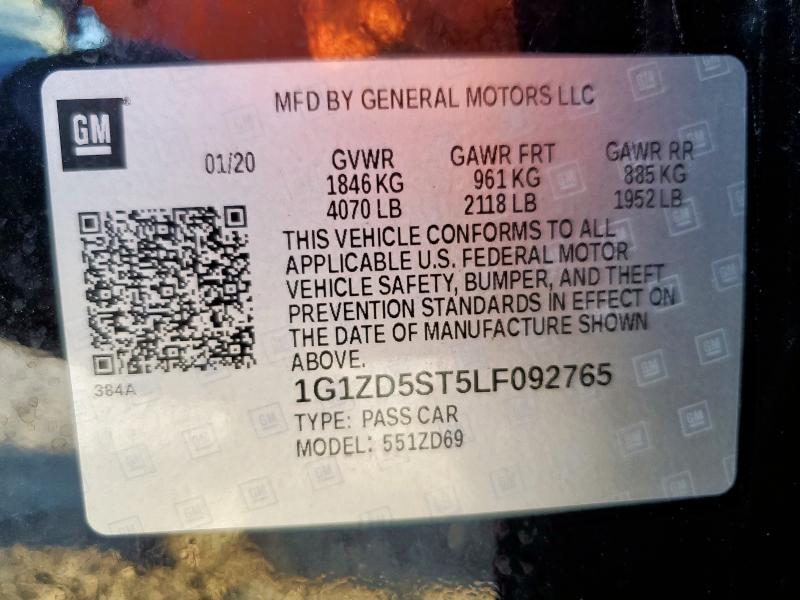 MFD BY GENERAL MOTORS LLC
GM
01/20
GVWR GAWR FRT GAWR RR
1846 KG 961 KG 885 KG
4070 LB 2118 LB 1952 LB
THIS VEHICLE CONFORMS TO ALL
APPLICABLE U.S. FEDERAL MOTOR
VEHICLE SAFETY, BUMPER, AND THEFT
PREVENTION STANDARDS IN EFFECT ON
THE DATE OF MANUFACTURE SHOWN
ABOVE.
384A
1G1ZD5ST5LF092765
TYPE: PASS CAR
MODEL: 551ZD69